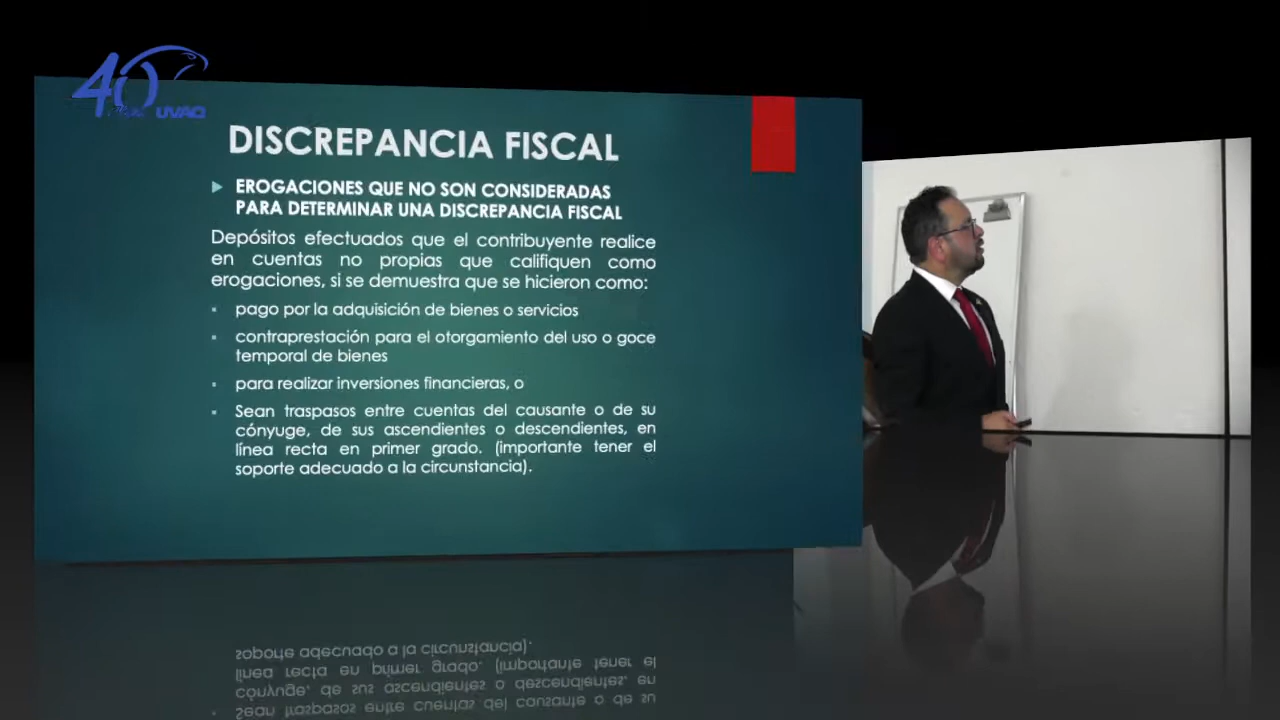 40
UVAQ
DISCREPANCIA FISCAL
EROGACIONES QUE NO SON CONSIDERADAS
PARA DETERMINAR UNA DISCREPANCIA FISCAL
Depósitos efectuados que el contribuyente realice
en cuentas no propias que califiquen como
erogaciones, si se demuestra que se hicieron como:
pago por la adquisición de bienes o servicios
contraprestación para el otorgamiento del uso o goce
temporal de bienes
para realizar inversiones financieras, o
Sean traspasos entre cuentas del causante o de su
cónyuge, de sus ascendientes o descendientes, en
línea recta en primer grado. (importante tener el
soporte adecuado a la circunstancia).